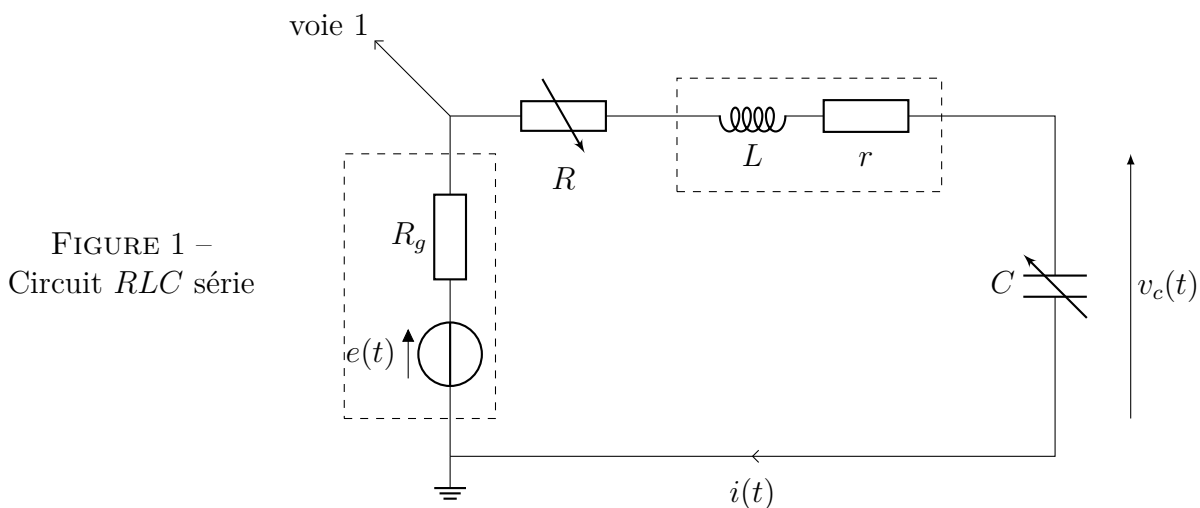 voie 1
R
L
r
R_g
FIGURE 1 –
Circuit RLC série
C
v_c(t)
e(t)
i(t)